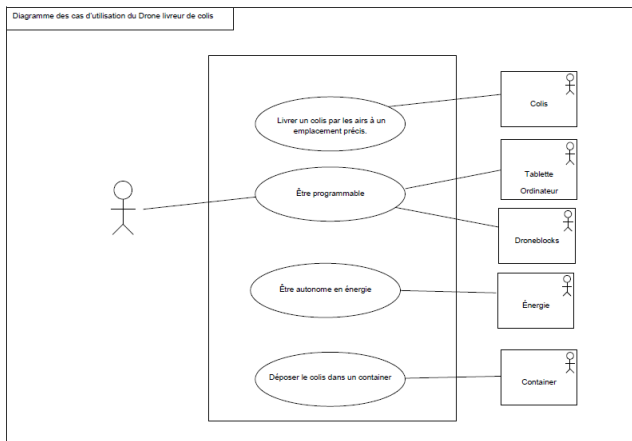 Diagramme des cas d'utilisation du Drone livreur de colis
Livrer un colis par les airs à un
emplacement précis.
Colis
Être programmable
Tablette
Ordinateur
Droneblocks
Être autonome en énergie
Énergie
Déposer le colis dans un container
Container